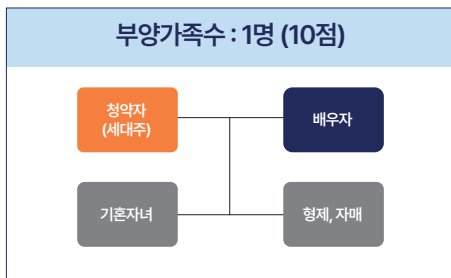 부양가족수 : 1명 (10점)
청약자
(세대주)
배우자
기혼자녀
형제, 자매